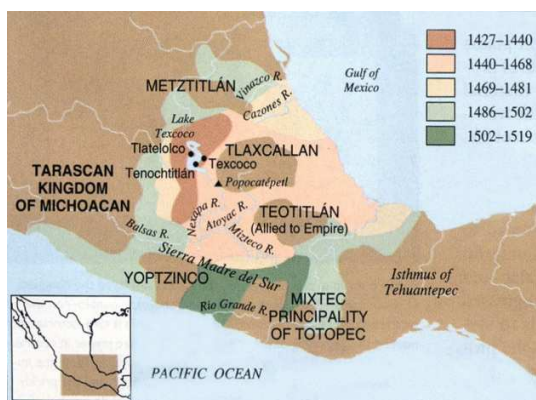 1427–1440
1440–1468
1469–1481
1486–1502
1502–1519
Gulf of
Mexico
METZTITLÁN
Vinazco R.
Cazones R.
Lake
Texcoco
Tlatelolco
TLAXCALLAN
Texcoco
Tenochtitlán
Popocatépetl
TARASCAN
KINGDOM
OF MICHOACAN
Nexapa R.
Atoyac R.
Mizteco R.
TEOTITLÁN
(Allied to Empire)
Balsas R.
Sierra Madre del Sur
YOPTZINCO
Rio Grande R.
MIXTEC
PRINCIPALITY
OF TOTOPEC
Isthmus of
Tehuantepec
PACIFIC OCEAN